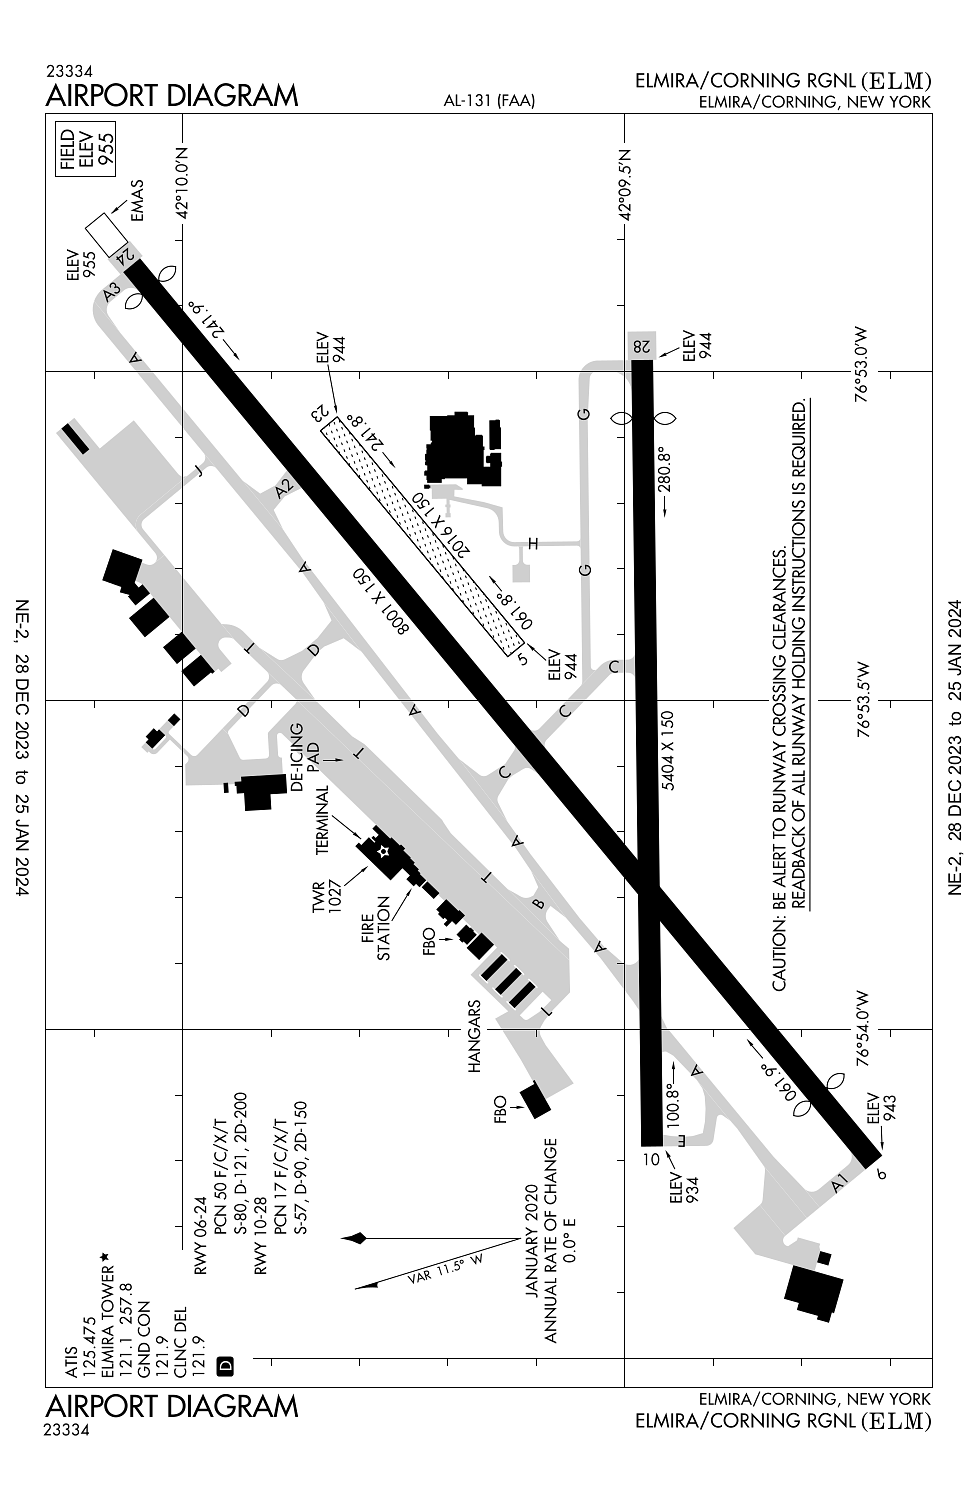 23334
AIRPORT DIAGRAM
AL-131 (FAA)
ELMIRA/CORNING RGNL (ELM)
ELMIRA/CORNING, NEW YORK
FIELD
ELEV
955
EMAS
42°10.0'N
42°09.5'N
ELEV
955
24
A3
241.9°
A
ELEV
944
23
241.8°
28
ELEV
944
76°53.0'W
G
J
A2
280.8°
2016 X 150
H
A
8001 X 150
G
061.8°
5
ELEV
944
T
D
C
D
A
C
76°53.5'W
DE-ICING
PAD
T
C
5404 X 150
TERMINAL
A
TWR
1027
T
B
FIRE
STATION
FBO
A
CAUTION: BE ALERT TO RUNWAY CROSSING CLEARANCES.
READBACK OF ALL RUNWAY HOLDING INSTRUCTIONS IS REQUIRED.
HANGARS
L
76°54.0'W
FBO
A
061.9°
100.8°
E
10
ELEV
934
ELEV
943
6
A1
RWY 06-24
PCN 50 F/C/X/T
S-80, D-121, 2D-200
RWY 10-28
PCN 17 F/C/X/T
S-57, D-90, 2D-150
VAR 11.5° W
JANUARY 2020
ANNUAL RATE OF CHANGE
0.0° E
ATIS
125.475
ELMIRA TOWER★
121.1 257.8
GND CON
121.9
CLNC DEL
121.9
D
NE-2, 28 DEC 2023 to 25 JAN 2024
NE-2, 28 DEC 2023 to 25 JAN 2024
AIRPORT DIAGRAM
23334
ELMIRA/CORNING, NEW YORK
ELMIRA/CORNING RGNL (ELM)